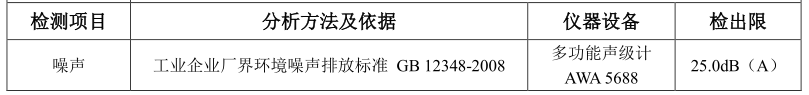 检测项目 分析方法及依据 仪器设备 检出限
噪声 工业企业厂界环境噪声排放标准 GB 12348-2008 多功能声级计 25.0dB（A）
AWA 5688